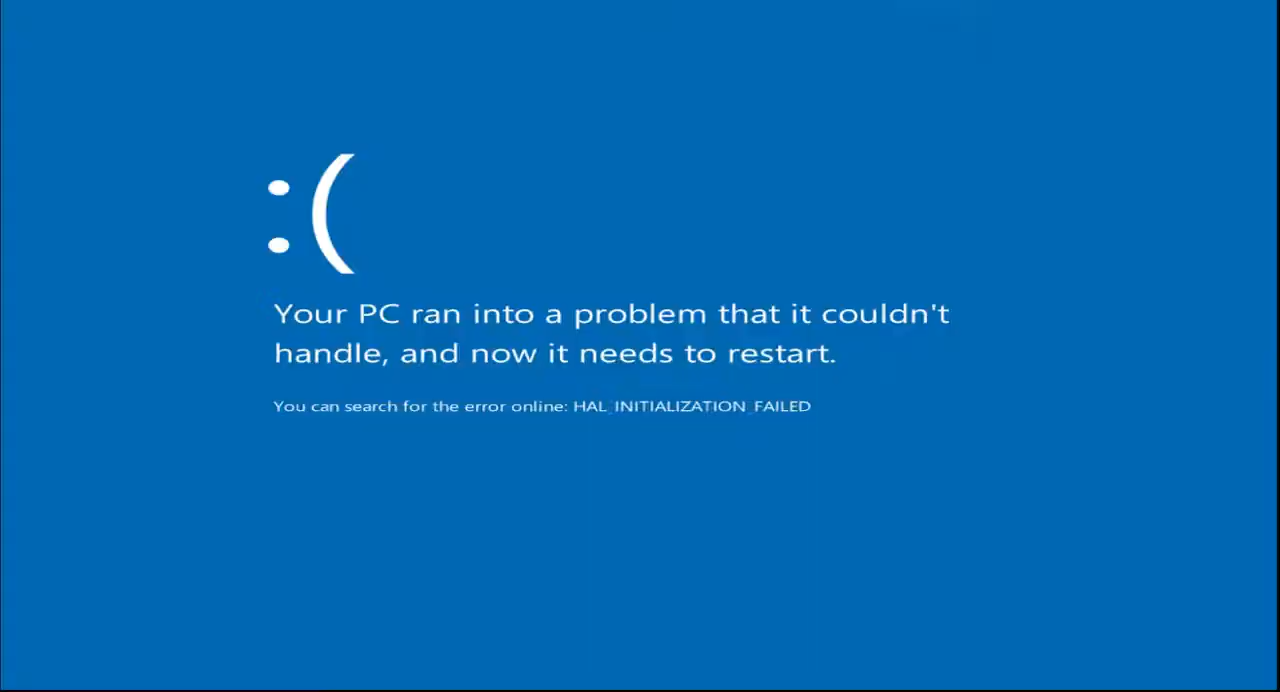 :(
Your PC ran into a problem that it couldn't
handle, and now it needs to restart.
You can search for the error online: HAL_INITIALIZATION_FAILED